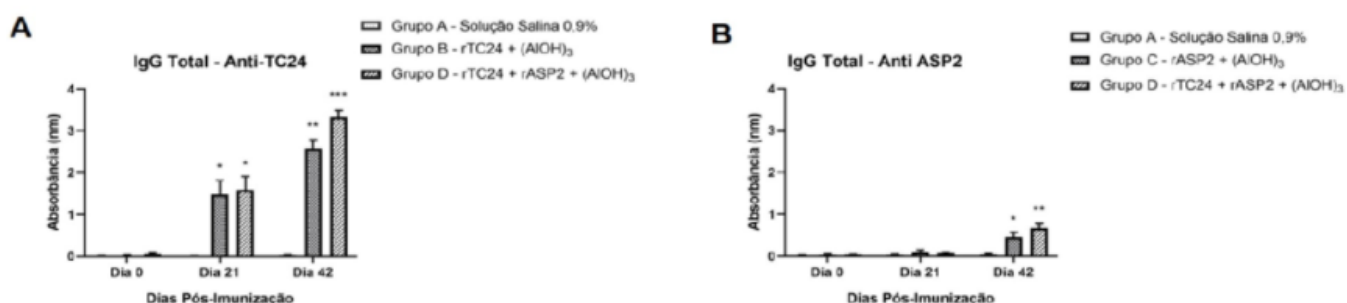 A
Grupo A - Solução Salina 0,9%
Grupo B - rTC24 + (AlOH)₃
Grupo D - rTC24 + rASP2 + (AlOH)₃
IgG Total - Anti-TC24
Absorbância (nm)
4
3
2
1
0
*
*
**
***
Dia 0
Dia 21
Dia 42
Dias Pós-Imunização
B
Grupo A - Solução Salina 0,9%
Grupo C - rASP2 + (AlOH)₃
Grupo D - rTC24 + rASP2 + (AlOH)₃
IgG Total - Anti ASP2
Absorbância (nm)
4
3
2
1
0
*
**
Dia 0
Dia 21
Dia 42
Dias Pós-Imunização